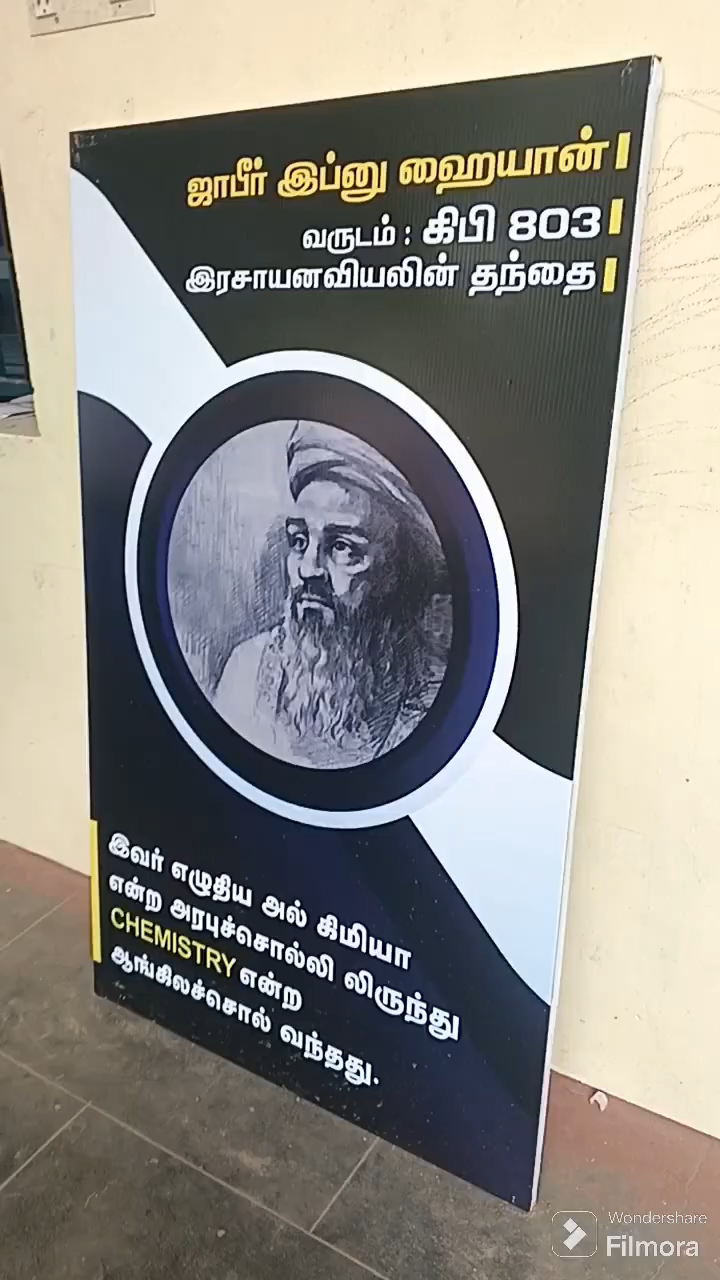 ஜாபீர் இப்னு ஹையான்
வருடம் : கிபி 803
இரசாயனவியலின் தந்தை
இவர் எழுதிய அல் கிமியா
என்ற அரபுச்சொல்லி லிருந்து
CHEMISTRY என்ற
ஆங்கிலச்சொல் வந்தது.
Wondershare
Filmora